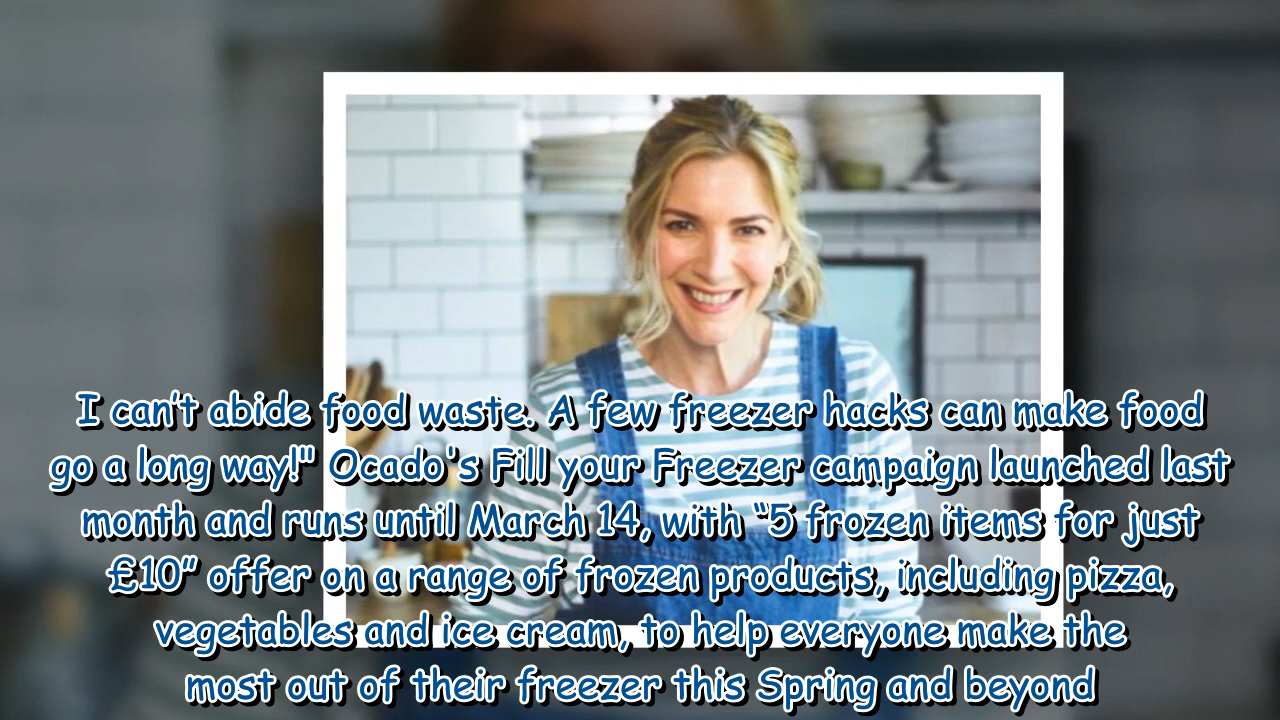 I can't abide food waste. A few freezer hacks can make food
go a long way!" Ocado's Fill your Freezer campaign launched last
month and runs until March 14, with “5 frozen items for just
£10” offer on a range of frozen products, including pizza,
vegetables and ice cream, to help everyone make the
most out of their freezer this Spring and beyond